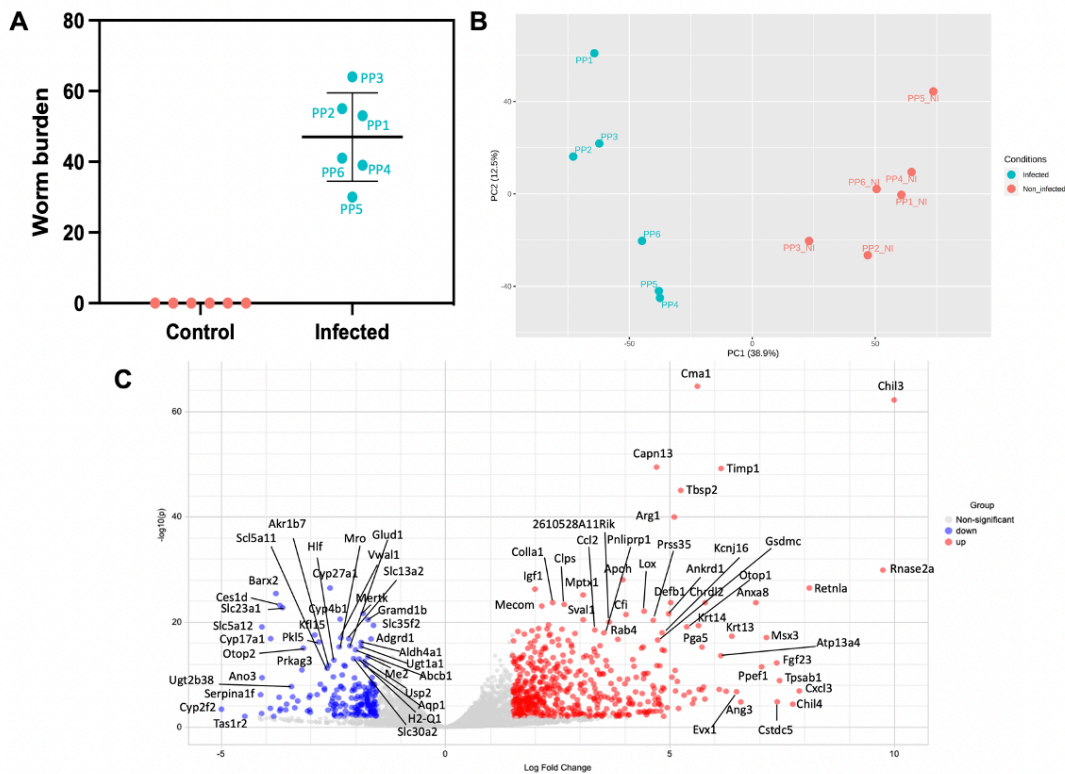 A
80
60
40
20
0
Worm burden
PP3
PP2
PP1
PP6
PP4
PP5
Control
Infected
B
PP1
PP5_NI
40
PP3
PP2
PP4_NI
PP6_NI
0
PP1_NI
PP6
PP3_NI
PP2_NI
PP5
-40
PP4
-50
0
50
PC1 (38.9%)
PC2 (12.5%)
Conditions
Infected
Non_infected
C
Cma1
Chil3
60
Capn13
Timp1
Tbsp2
40
Arg1
-log10(p)
2610528A11Rik
Akr1b7
Glud1
Mro
Pnliprp1
Gsdmc
Scl5a11
Ccl2
Prss35
Kcnj16
Hlf
Vwal1
Colla1
Clps
Apoh
Lox
Ankrd1
Cyp27a1
Slc13a2
Igf1
Mptx1
Otop1
Rnase2a
Barx2
Defb1
Chrdl2
Anxa8
Retnla
Ces1d
Mertk
Mecom
Slc23a1
Cyp4b1
Gramd1b
Sval1
Cfi
Krt14
20
Slc5a12
Kfl15
Slc35f2
Rab4
Krt13
Cyp17a1
Pkl5
Adgrd1
Pga5
Msx3
Otop2
Aldh4a1
Atp13a4
Prkag3
Ugt1a1
Ano3
Me2
Abcb1
Fgf23
Ugt2b38
Ppef1
Tpsab1
Serpina1f
Usp2
Cxcl3
Cyp2f2
Aqp1
Ang3
Chil4
Tas1r2
H2-Q1
Evx1
Cstdc5
Slc30a2
0
-5
0
5
10
Log Fold Change
Group
Non-significant
down
up